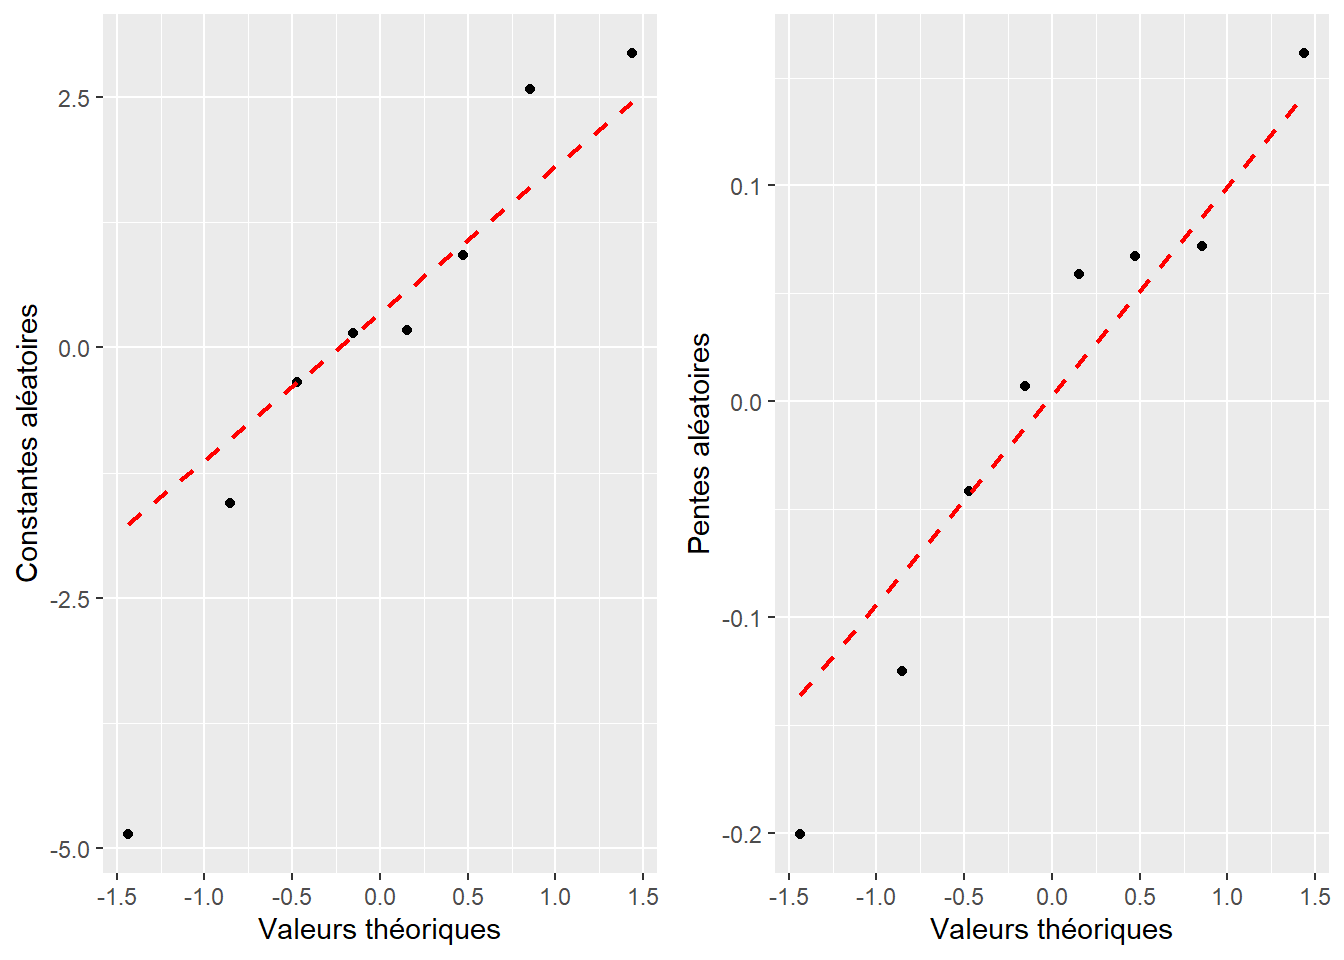 Constantes aléatoires
2.5
0.0
-2.5
-5.0
-1.5 -1.0 -0.5 0.0 0.5 1.0 1.5
Valeurs théoriques
Pentes aléatoires
0.1
0.0
-0.1
-0.2
-1.5 -1.0 -0.5 0.0 0.5 1.0 1.5
Valeurs théoriques